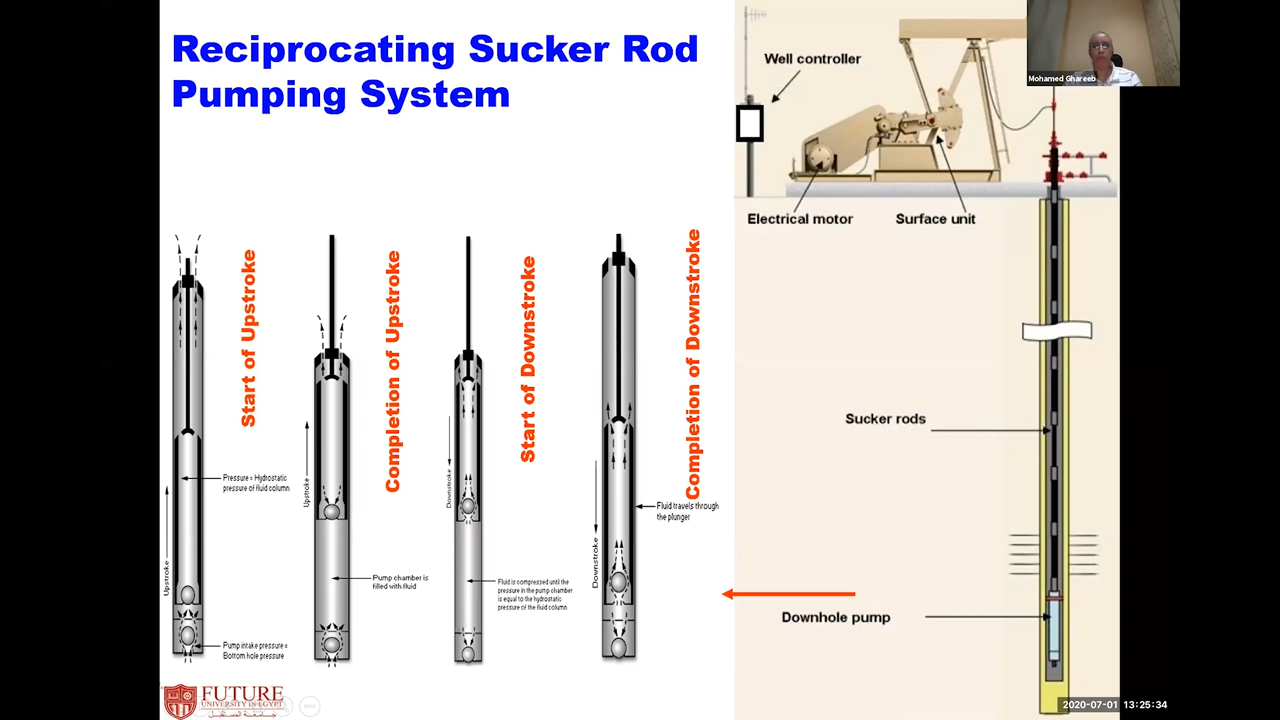 Reciprocating Sucker Rod
Pumping System
Well controller
Mohamed Ghareeb
Electrical motor
Surface unit
Start of Upstroke
Completion of Upstroke
Start of Downstroke
Completion of Downstroke
Sucker rods
Pressure = Hydrostatic
pressure of fluid column
Upstroke
Upstroke
Downstroke
Downstroke
Fluid travels through
the plunger
Pump chamber is
filled with fluid
Fluid is compressed until the
pressure in the pump chamber
is equal to the hydrostatic
pressure of the fluid column.
Downhole pump
Pump intake pressure =
Bottom hole pressure
FUTURE
UNIVERSITY IN EGYPT
2020-07-01 13:25:34